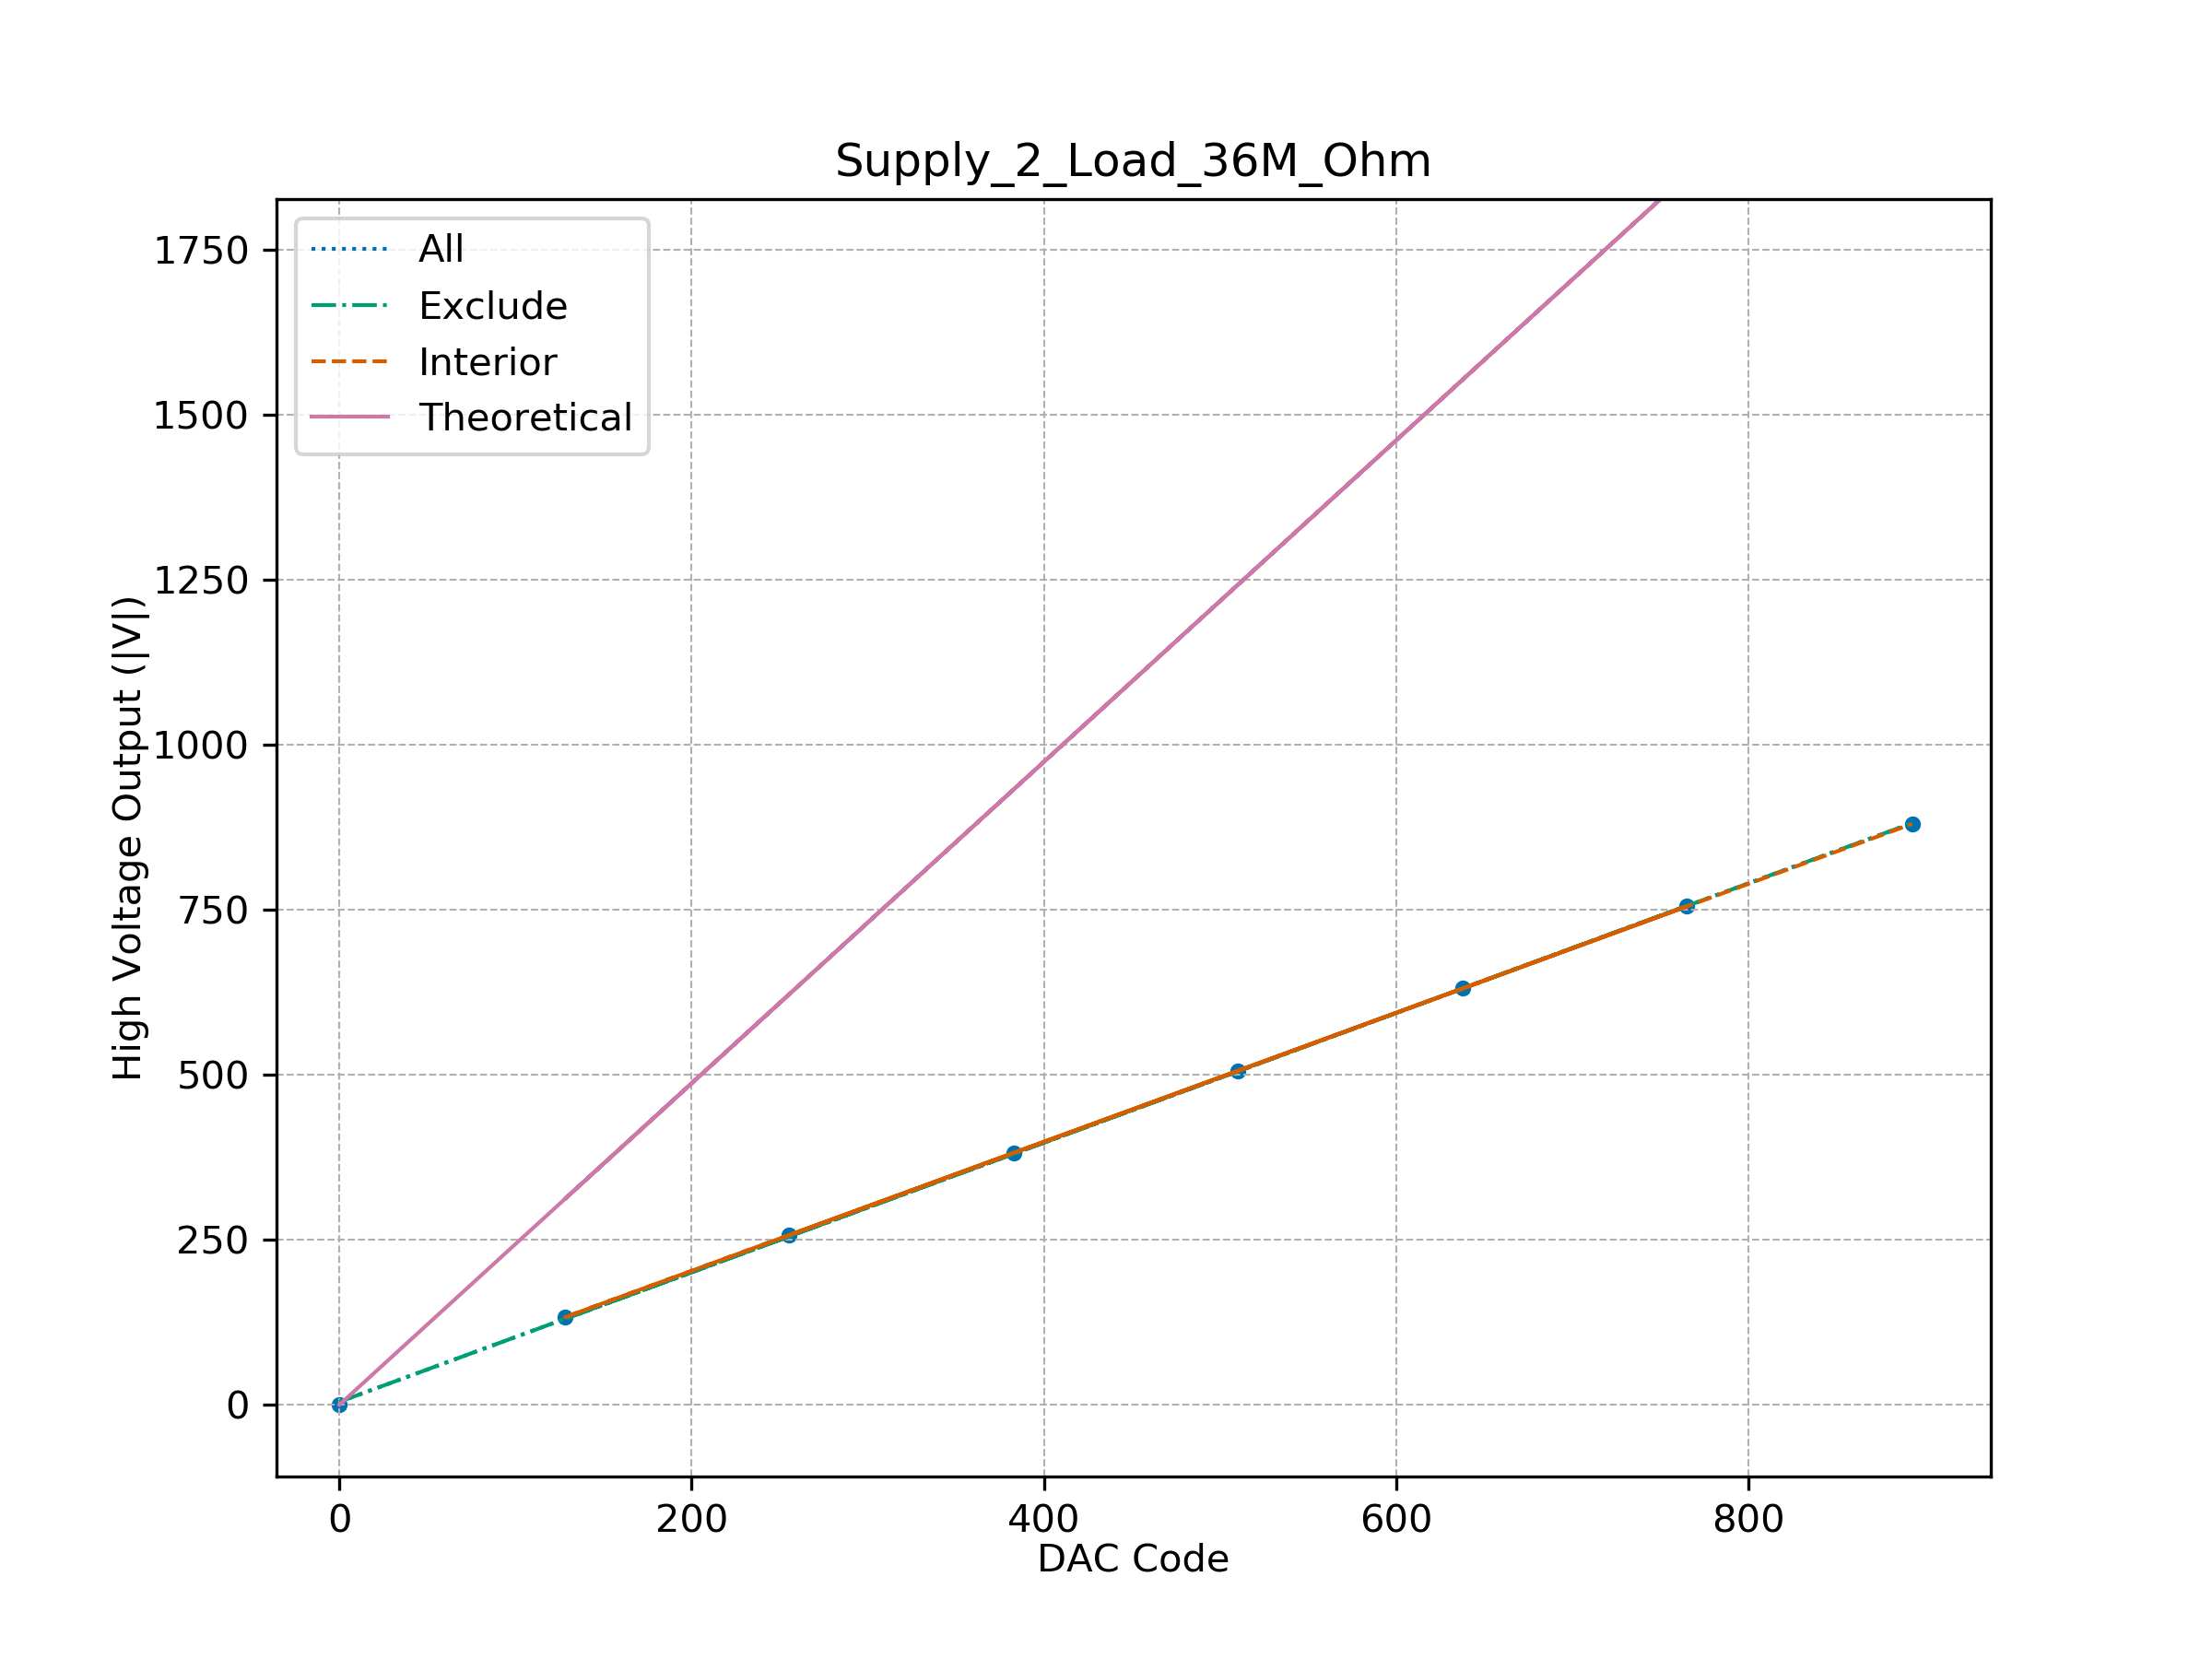 Supply_2_Load_36M_Ohm
All
Exclude
Interior
Theoretical
High Voltage Output (|V|)
1750
1500
1250
1000
750
500
250
0
0 200 400 600 800
DAC Code